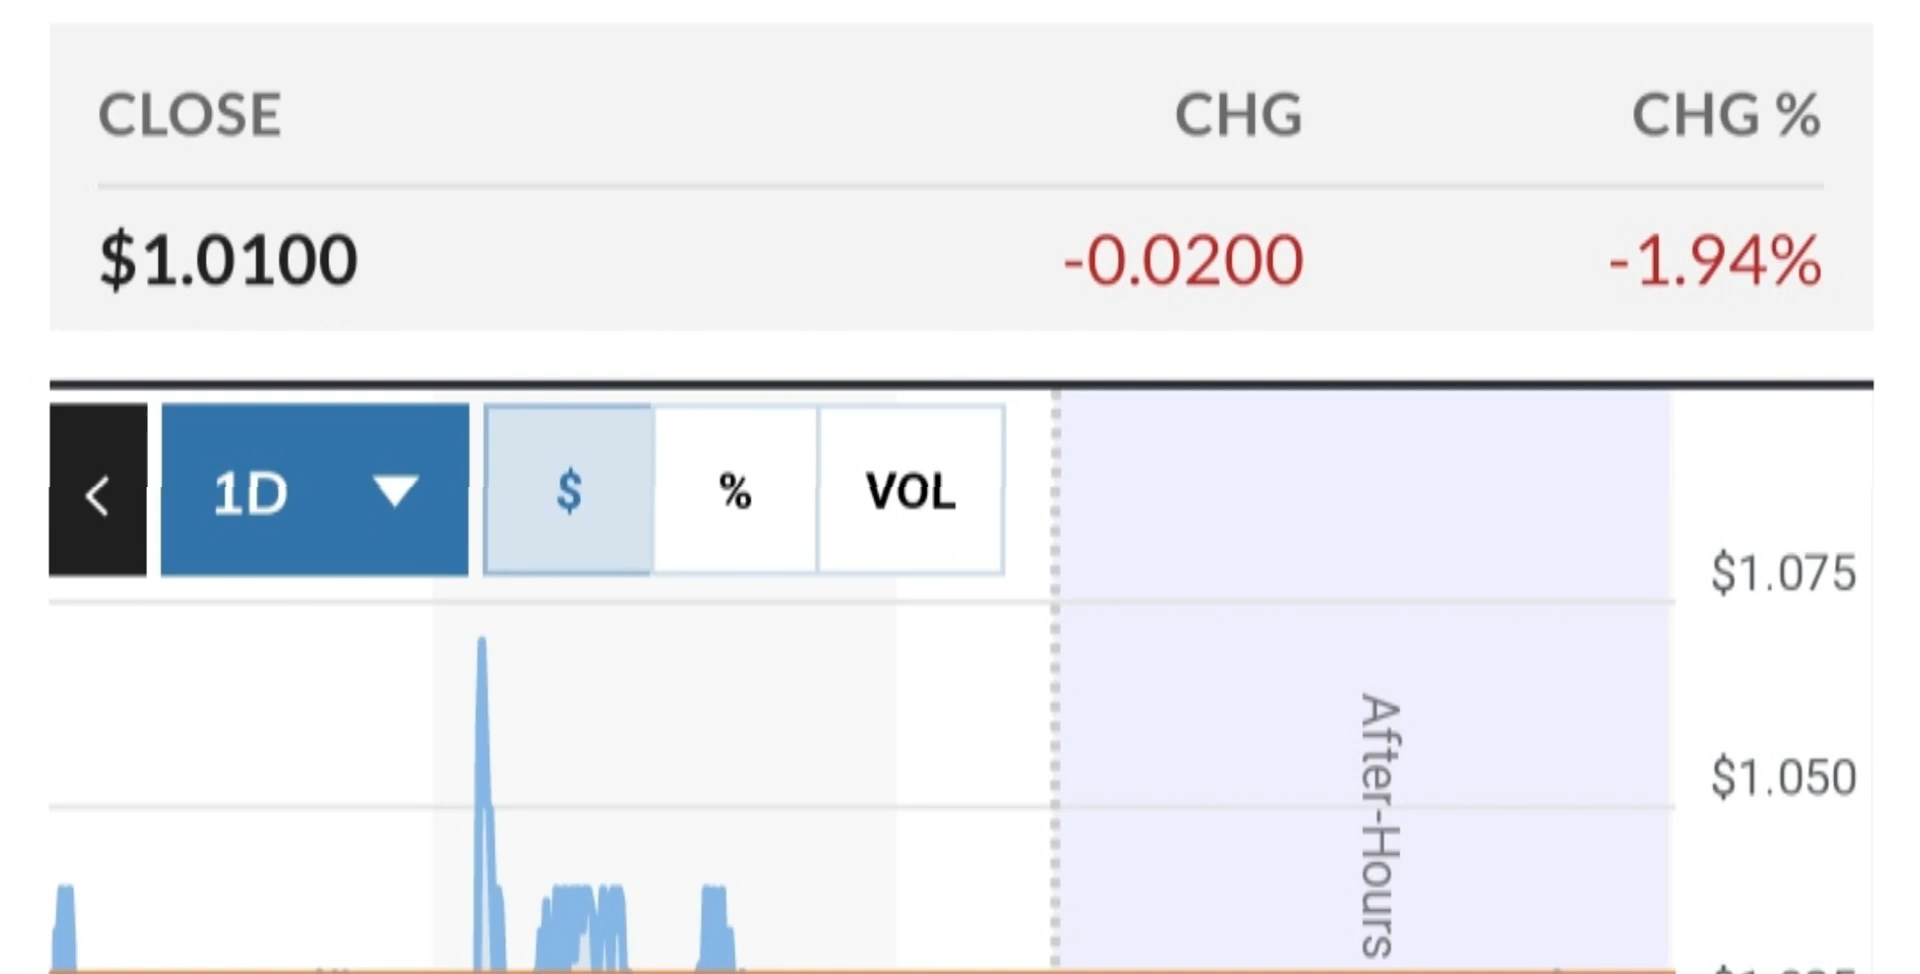 CLOSE CHG CHG %
$1.0100 -0.0200 -1.94%
1D $ % VOL
$1.075
$1.050
After-Hours